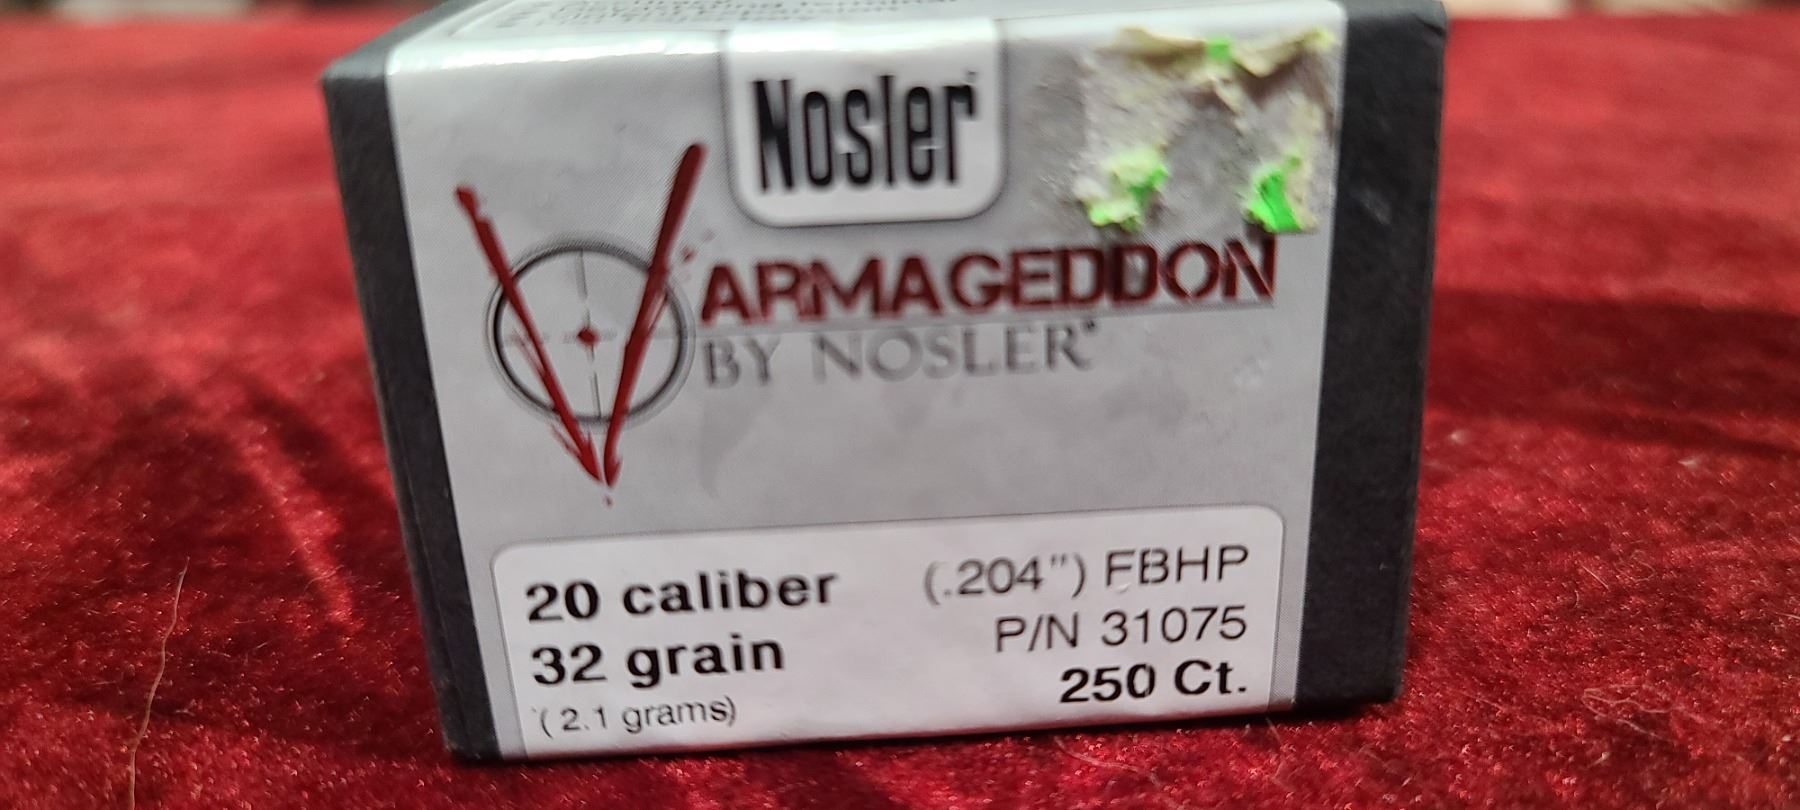 Nosler
VARMAGEDDON
BY NOSLER®
20 caliber (.204") FBHP
32 grain P/N 31075
(2.1 grams) 250 Ct.